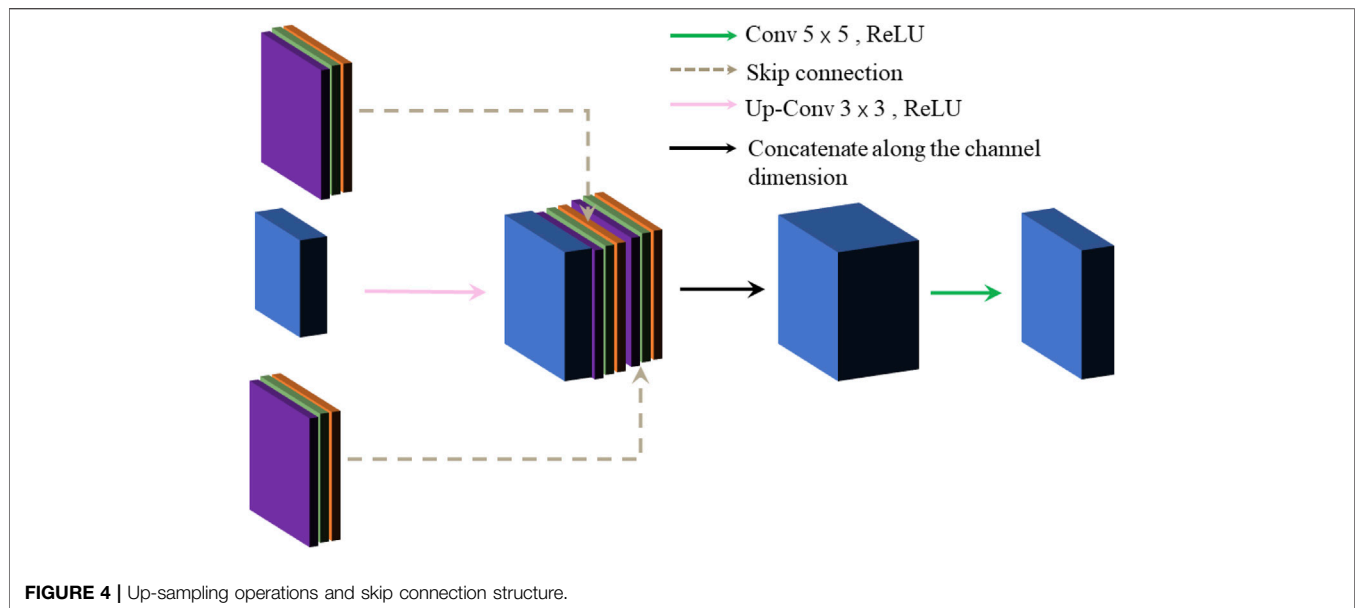 Conv 5 x 5 , ReLU
Skip connection
Up-Conv 3 x 3 , ReLU
Concatenate along the channel
dimension
FIGURE 4 | Up-sampling operations and skip connection structure.